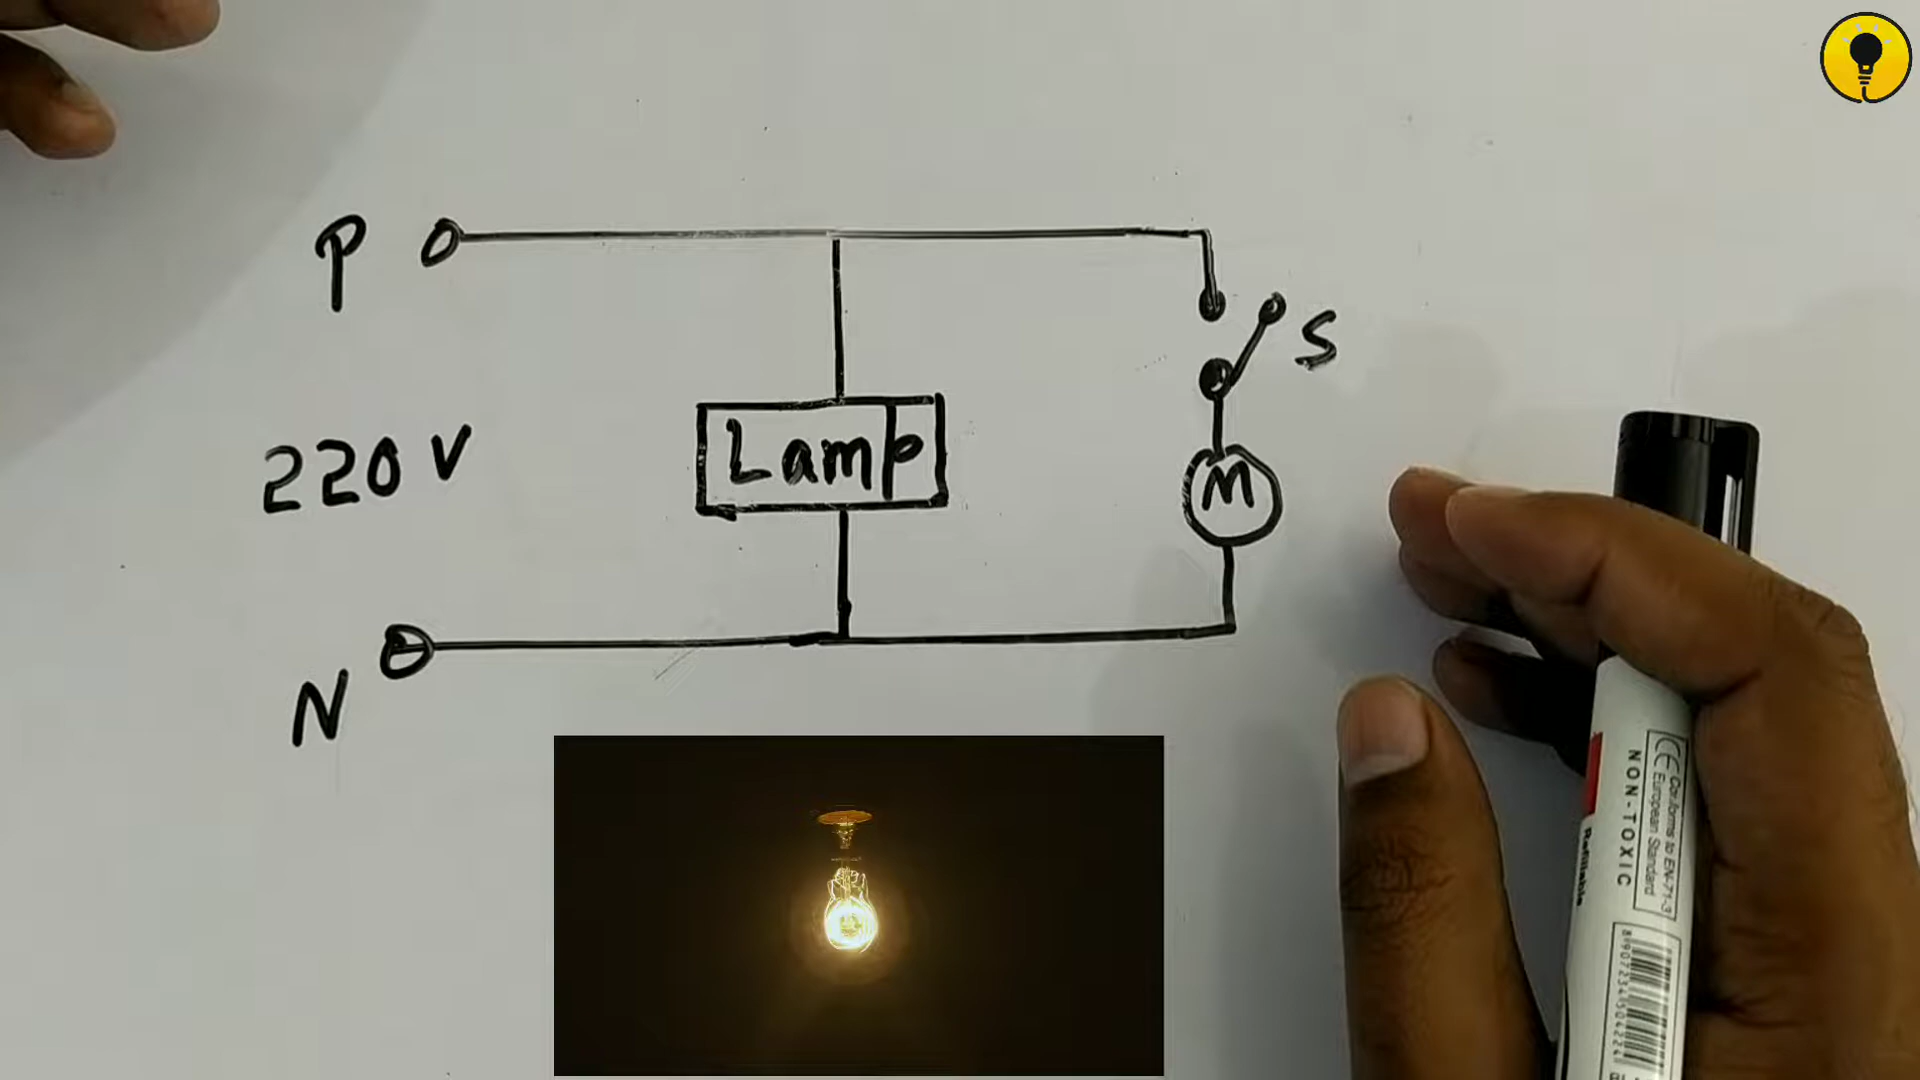 P
S
220 V
Lamp
M
N
CE Conforms to EN-71-3
European Standard
NON-TOXIC
Refillable